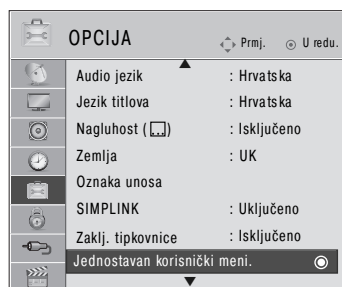 OPCIJA Prmj. U redu.
Audio jezik : Hrvatska
Jezik titlova : Hrvatska
Nagluhost ( ) : Isključeno
Zemlja : UK
Oznaka unosa
SIMPLINK : Uključeno
Zaklj. tipkovnice : Isključeno
Jednostavan korisnički meni.